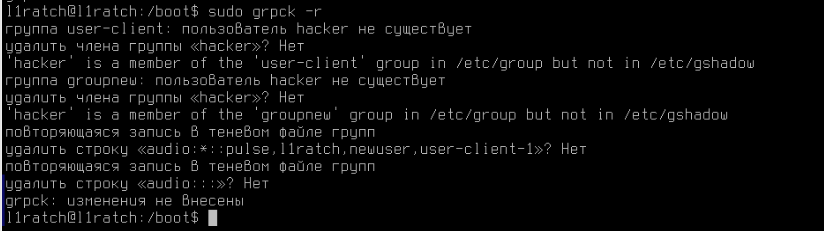 l1ratch@l1ratch:/boot$ sudo grpck -r
группа user-client: пользователь hacker не существует
удалить члена группы «hacker»? Нет
'hacker' is a member of the 'user-client' group in /etc/group but not in /etc/gshadow
группа groupnew: пользователь hacker не существует
удалить члена группы «hacker»? Нет
'hacker' is a member of the 'groupnew' group in /etc/group but not in /etc/gshadow
повторяющаяся запись в теневом файле групп
удалить строку «audio:*::pulse,l1ratch,newuser,user-client-1»? Нет
повторяющаяся запись в теневом файле групп
удалить строку «audio:::»? Нет
grpck: изменения не внесены
l1ratch@l1ratch:/boot$